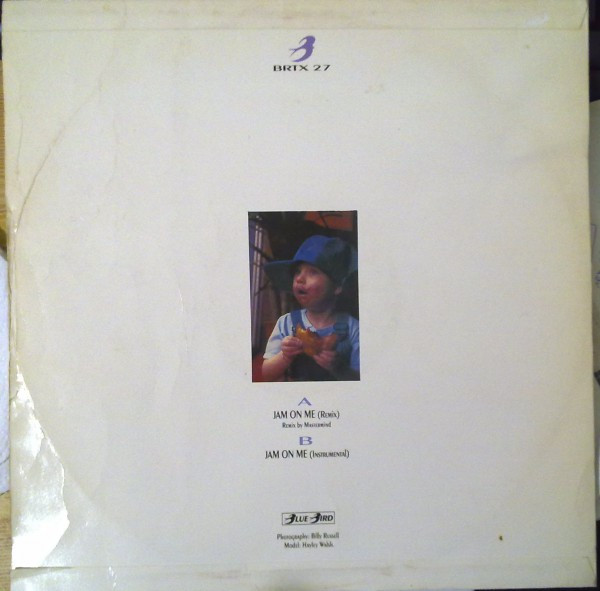 BRTX 27
A
JAM ON ME (REMIX)
REMIX BY MASTERMIND
B
JAM ON ME (INSTRUMENTAL)
BLUE BIRD
Photography: Billy Russell
Model: Hayley Walsh